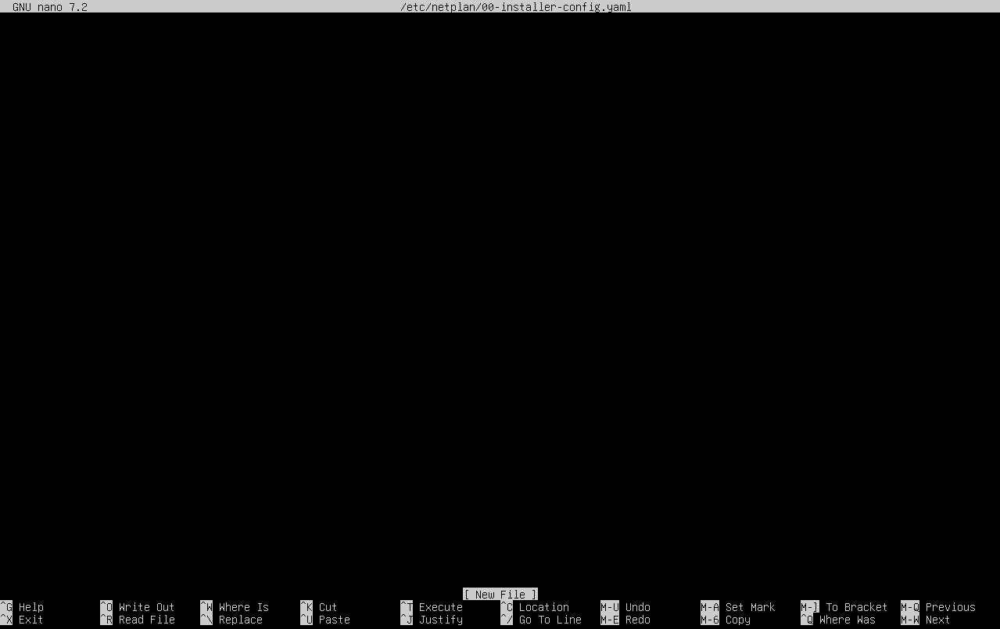 GNU nano 7.2 /etc/netplan/00-installer-config.yaml
[ New File ]
^G Help ^O Write Out ^W Where Is ^K Cut ^T Execute ^C Location M-U Undo M-A Set Mark M-] To Bracket M-Q Previous
^X Exit ^R Read File ^\ Replace ^U Paste ^J Justify ^/ Go To Line M-E Redo M-6 Copy ^Q Where Was M-W Next